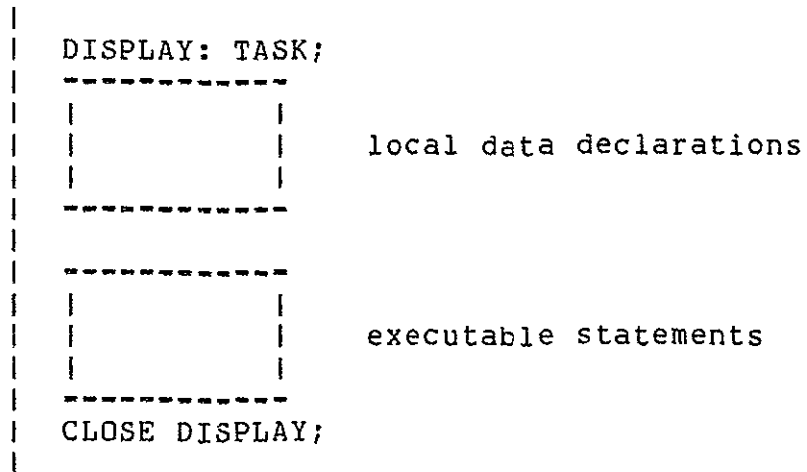 DISPLAY: TASK;
local data declarations
executable statements
CLOSE DISPLAY;